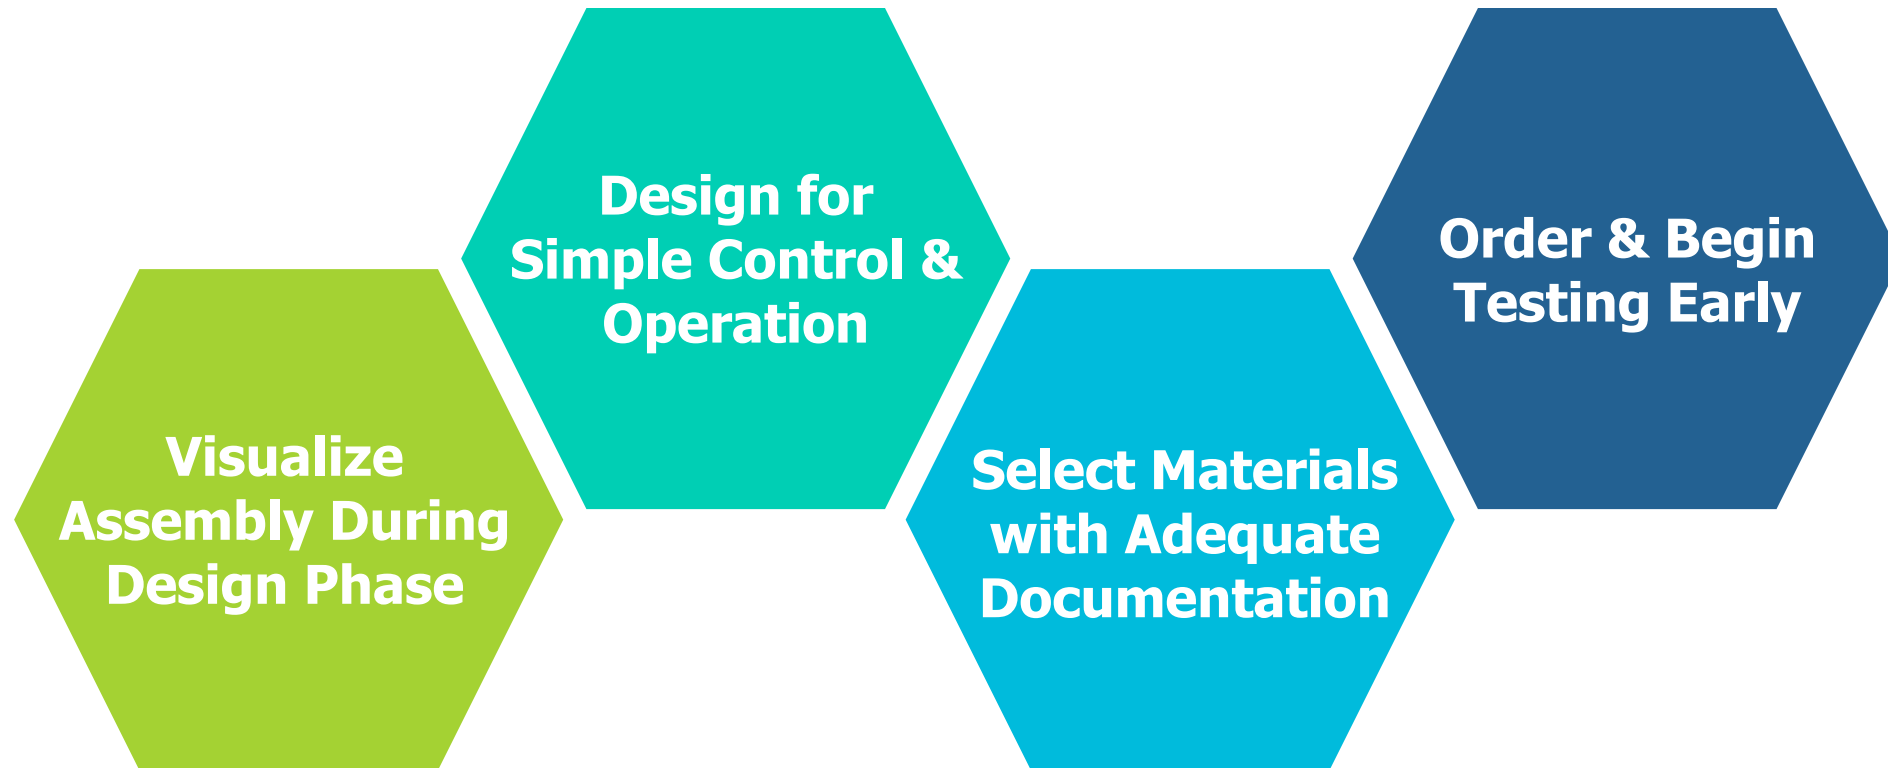 Visualize
Assembly During
Design Phase
Design for
Simple Control &
Operation
Select Materials
with Adequate
Documentation
Order & Begin
Testing Early